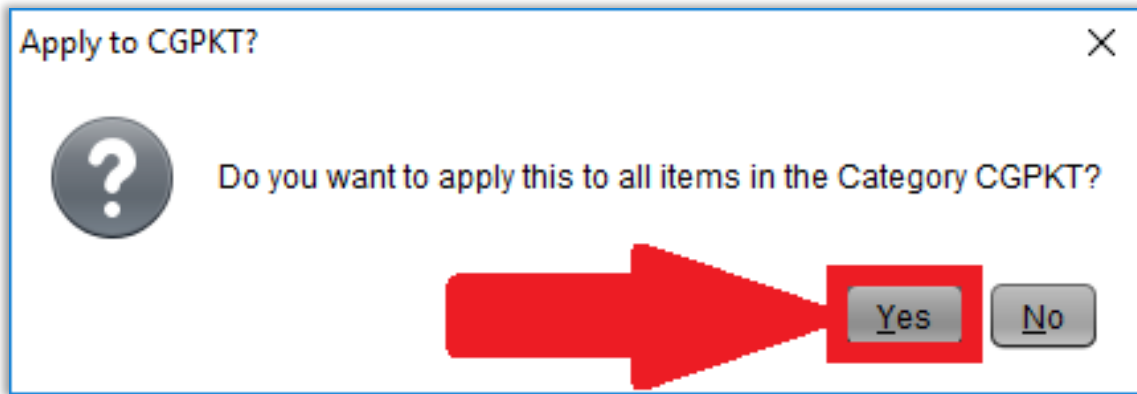 Apply to CGPKT?
Do you want to apply this to all items in the Category CGPKT?
Yes No